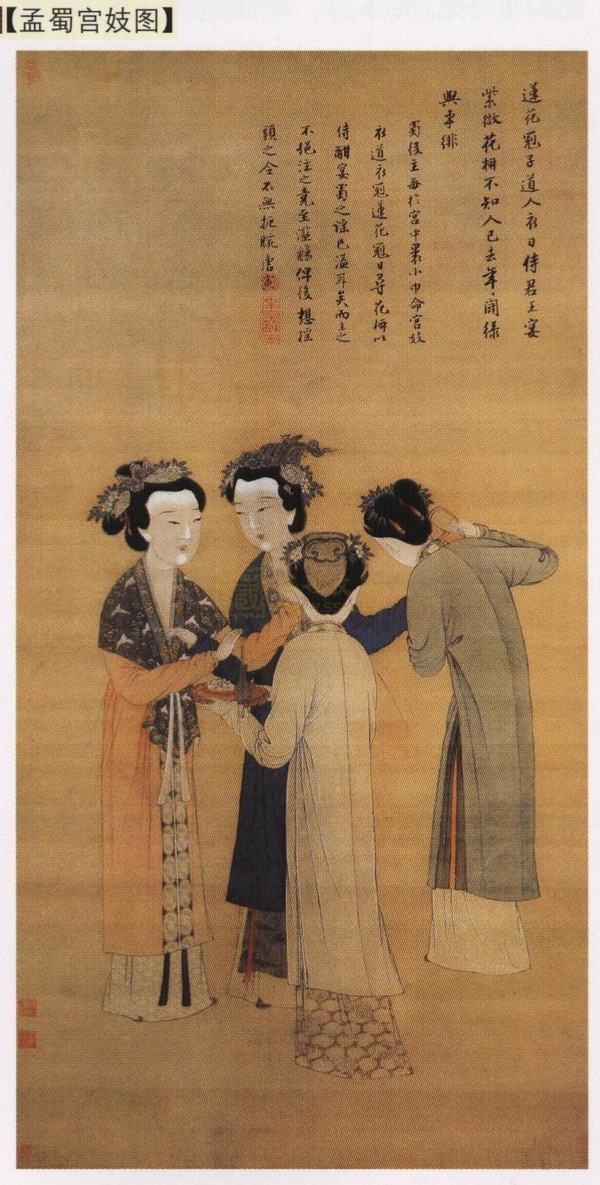 【孟蜀宫妓图】
蓮花冠子道人衣日侍君王宴
紫微花柳不知人已去年年鬪綠
與爭緋
蜀後主每於宮中裹小巾命宮妓
衣道衣冠蓮花冠日尋花柳以
侍酣宴蜀之謠已溢耳矣而主之
不挹注之竟至濫觴俾後想搖
頭之令不無扼腕唐寅